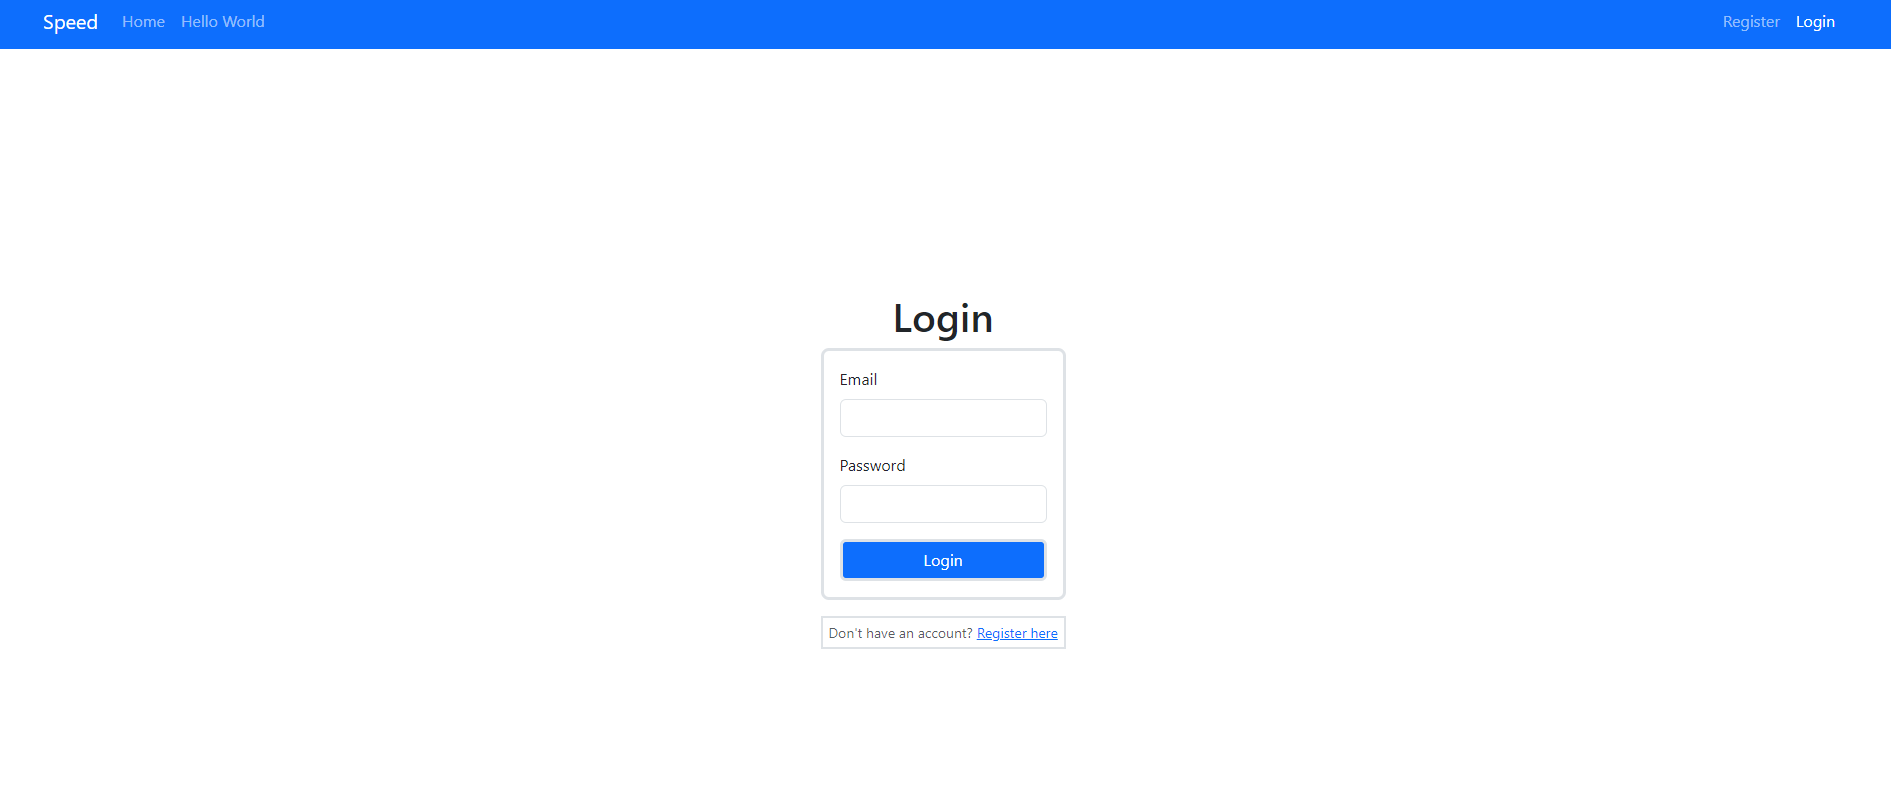 Speed Home Hello World Register Login
Login
Email
Password
Login
Don't have an account? Register here